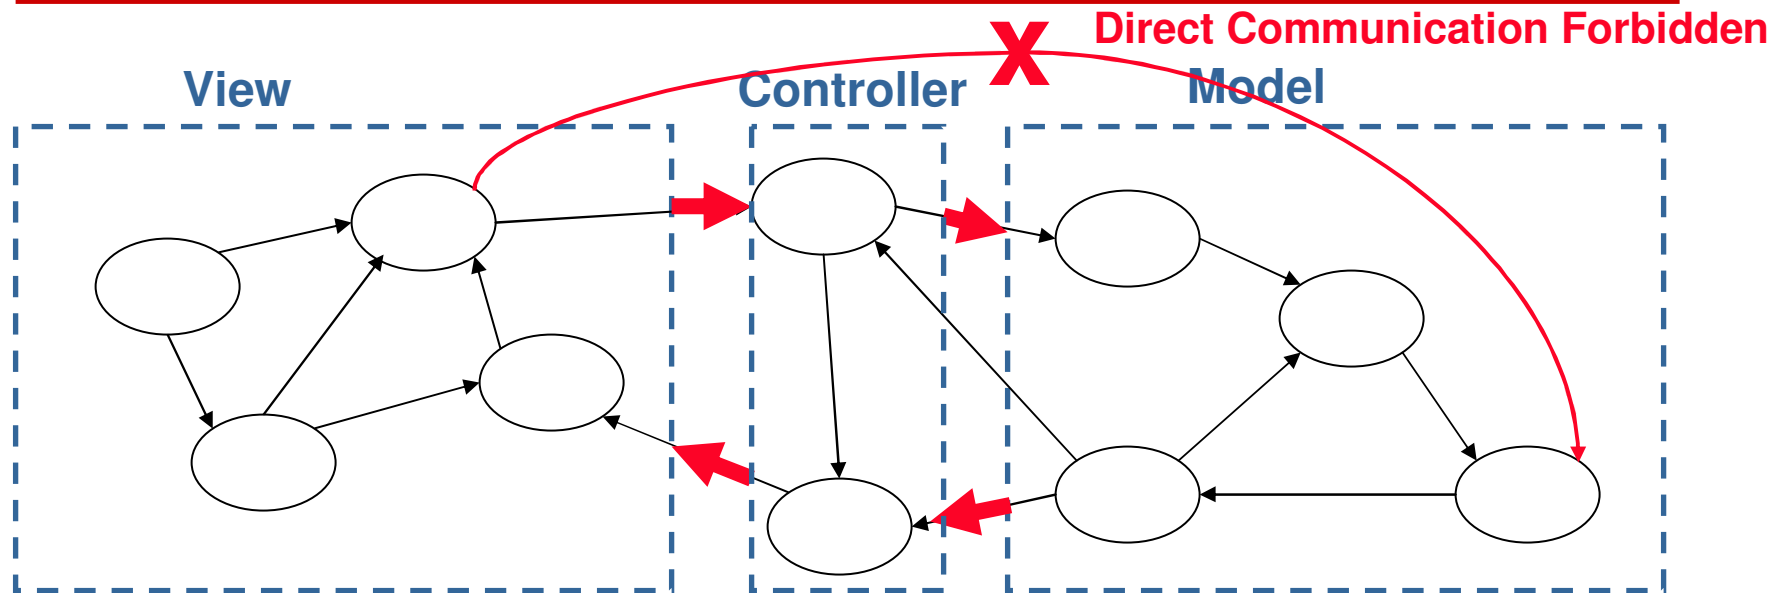 X Direct Communication Forbidden
View Controller Model